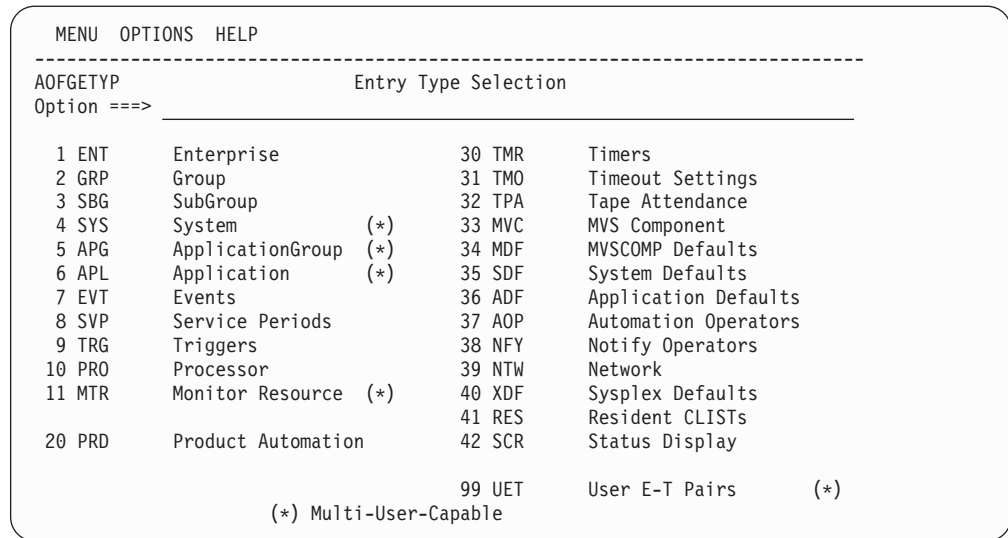 MENU OPTIONS HELP
-------------------------------------------------------------------------------
AOFGETYP Entry Type Selection
Option ===>
1 ENT Enterprise 30 TMR Timers
2 GRP Group 31 TMO Timeout Settings
3 SBG SubGroup 32 TPA Tape Attendance
4 SYS System (*) 33 MVC MVS Component
5 APG ApplicationGroup (*) 34 MDF MVSCOMP Defaults
6 APL Application (*) 35 SDF System Defaults
7 EVT Events 36 ADF Application Defaults
8 SVP Service Periods 37 AOP Automation Operators
9 TRG Triggers 38 NFY Notify Operators
10 PRO Processor 39 NTW Network
11 MTR Monitor Resource (*) 40 XDF Sysplex Defaults
41 RES Resident CLISTs
20 PRD Product Automation 42 SCR Status Display
99 UET User E-T Pairs (*)
(*) Multi-User-Capable